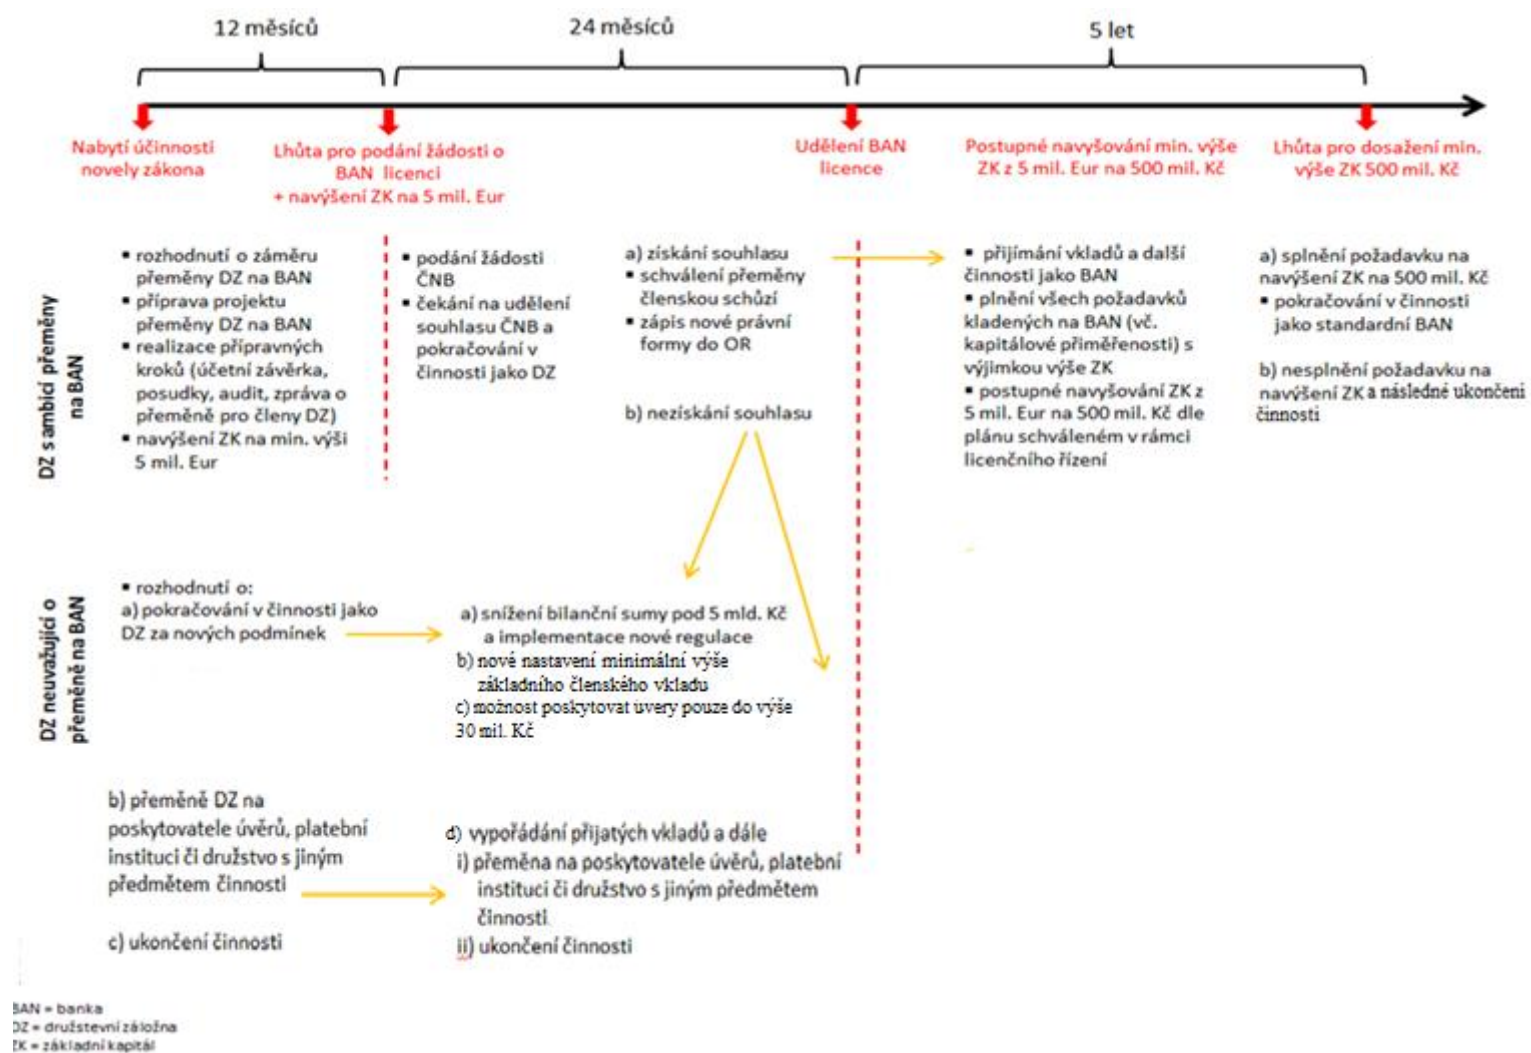 12 měsíců
24 měsíců
5 let
Nabytí účinnosti
novely zákona
Lhůta pro podání žádosti o
BAN licenci
+ navýšení ZK na 5 mil. Eur
Udělení BAN
licence
Postupné navyšování min. výše
ZK z 5 mil. Eur na 500 mil. Kč
Lhůta pro dosažení min.
výše ZK 500 mil. Kč
DZ s ambicí přeměny
na BAN
▪ rozhodnutí o záměru
přeměny DZ na BAN
▪ příprava projektu
přeměny DZ na BAN
▪ realizace přípravných
kroků (účetní závěrka,
posudky, audit, zpráva o
přeměně pro členy DZ)
▪ navýšení ZK na min. výši
5 mil. Eur
▪ podání žádosti
ČNB
▪ čekání na udělení
souhlasu ČNB a
pokračování v
činnosti jako DZ
a) získání souhlasu
▪ schválení přeměny
členskou schůzí
▪ zápis nové právní
formy do OR
b) nezískání souhlasu
▪ přijímání vkladů a další
činnosti jako BAN
▪ plnění všech požadavků
kladených na BAN (vč.
kapitálové přiměřenosti) s
výjimkou výše ZK
▪ postupné navyšování ZK z
5 mil. Eur na 500 mil. Kč dle
plánu schváleném v rámci
licenčního řízení
a) splnění požadavku na
navýšení ZK na 500 mil. Kč
▪ pokračování v činnosti
jako standardní BAN
b) nesplnění požadavku na
navýšení ZK a následné ukončení
činnosti
DZ neuvažující o
přeměně na BAN
▪ rozhodnutí o:
a) pokračování v činnosti jako
DZ za nových podmínek
a) snížení bilanční sumy pod 5 mld. Kč
a implementace nové regulace
b) nové nastavení minimální výše
základního členského vkladu
c) možnost poskytovat úvery pouze do výše
30 mil. Kč
b) přeměně DZ na
poskytovatele úvěrů, platební
instituci či družstvo s jiným
předmětem činnosti
c) ukončení činnosti
d) vypořádání přijatých vkladů a dále
i) přeměna na poskytovatele úvěrů, platební
instituci či družstvo s jiným předmětem
činnosti.
ii) ukončení činnosti
BAN = banka
DZ = družstevní záložna
ZK = základní kapitál